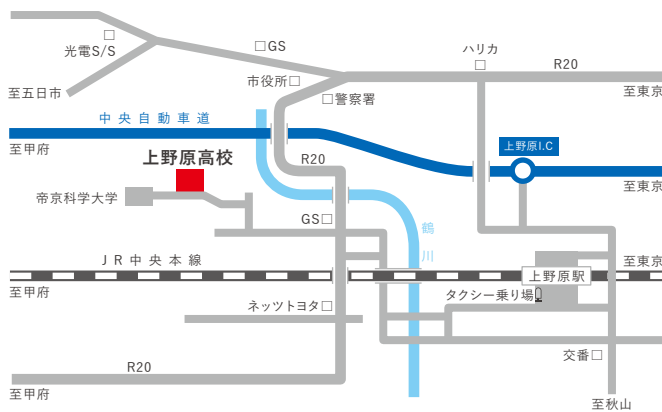 光電S/S
GS
ハリカ
R20
市役所
至五日市
至東京
警察署
中央自動車道
上野原I.C
至甲府
上野原高校
R20
至東京
帝京科学大学
GS
鶴川
JR中央本線
至東京
上野原駅
至甲府
タクシー乗り場
ネッツトヨタ
交番
R20
至甲府
至秋山